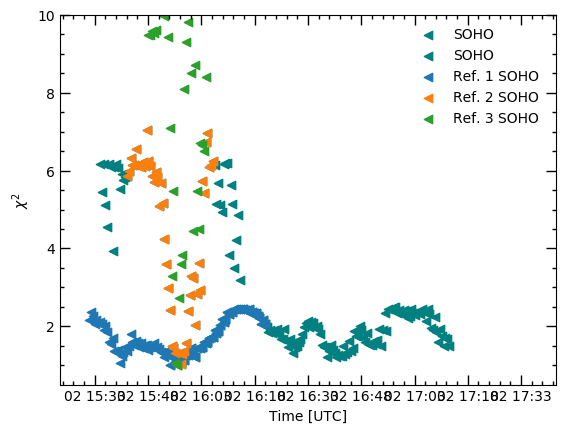 10
8
6
4
2
χ²
SOHO
SOHO
Ref. 1 SOHO
Ref. 2 SOHO
Ref. 3 SOHO
02 15:33 02 15:48 02 16:03 02 16:18 02 16:33 02 16:48 02 17:03 02 17:18 02 17:33
Time [UTC]